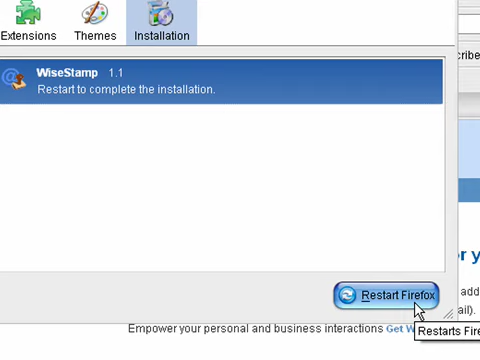 Extensions Themes Installation
WiseStamp 1.1
Restart to complete the installation.
Restart Firefox
Empower your personal and business interactions Get
Restarts